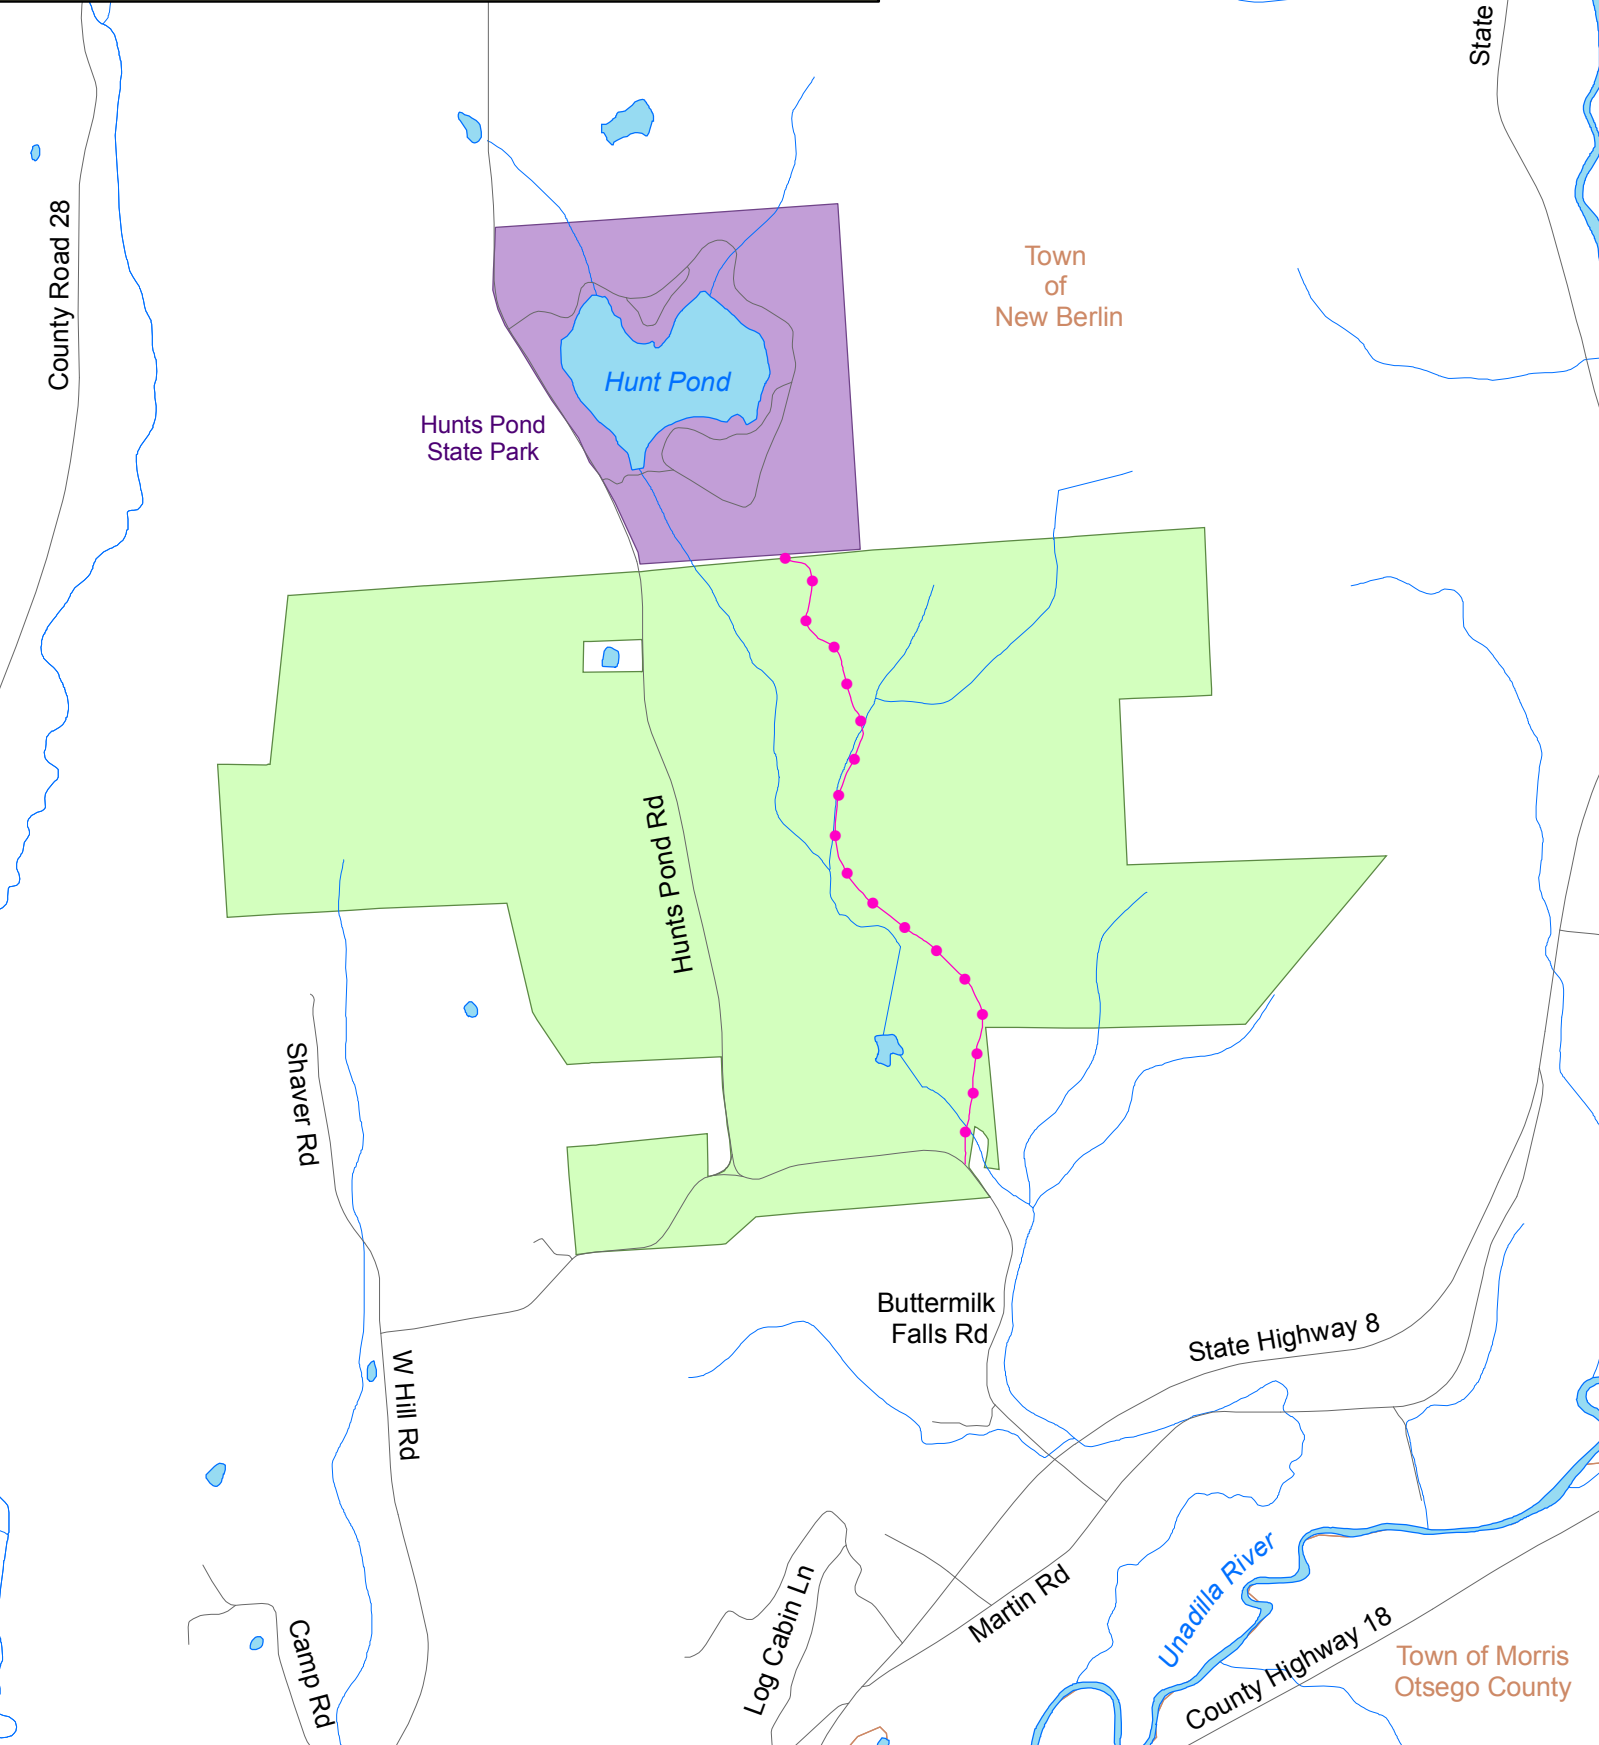 State
County Road 28
Town
of
New Berlin
Hunt Pond
Hunts Pond
State Park
Hunts Pond Rd
Shaver Rd
Buttermilk
Falls Rd
State Highway 8
W Hill Rd
Unadilla River
Martin Rd
Log Cabin Ln
County Highway 18
Camp Rd
Town of Morris
Otsego County